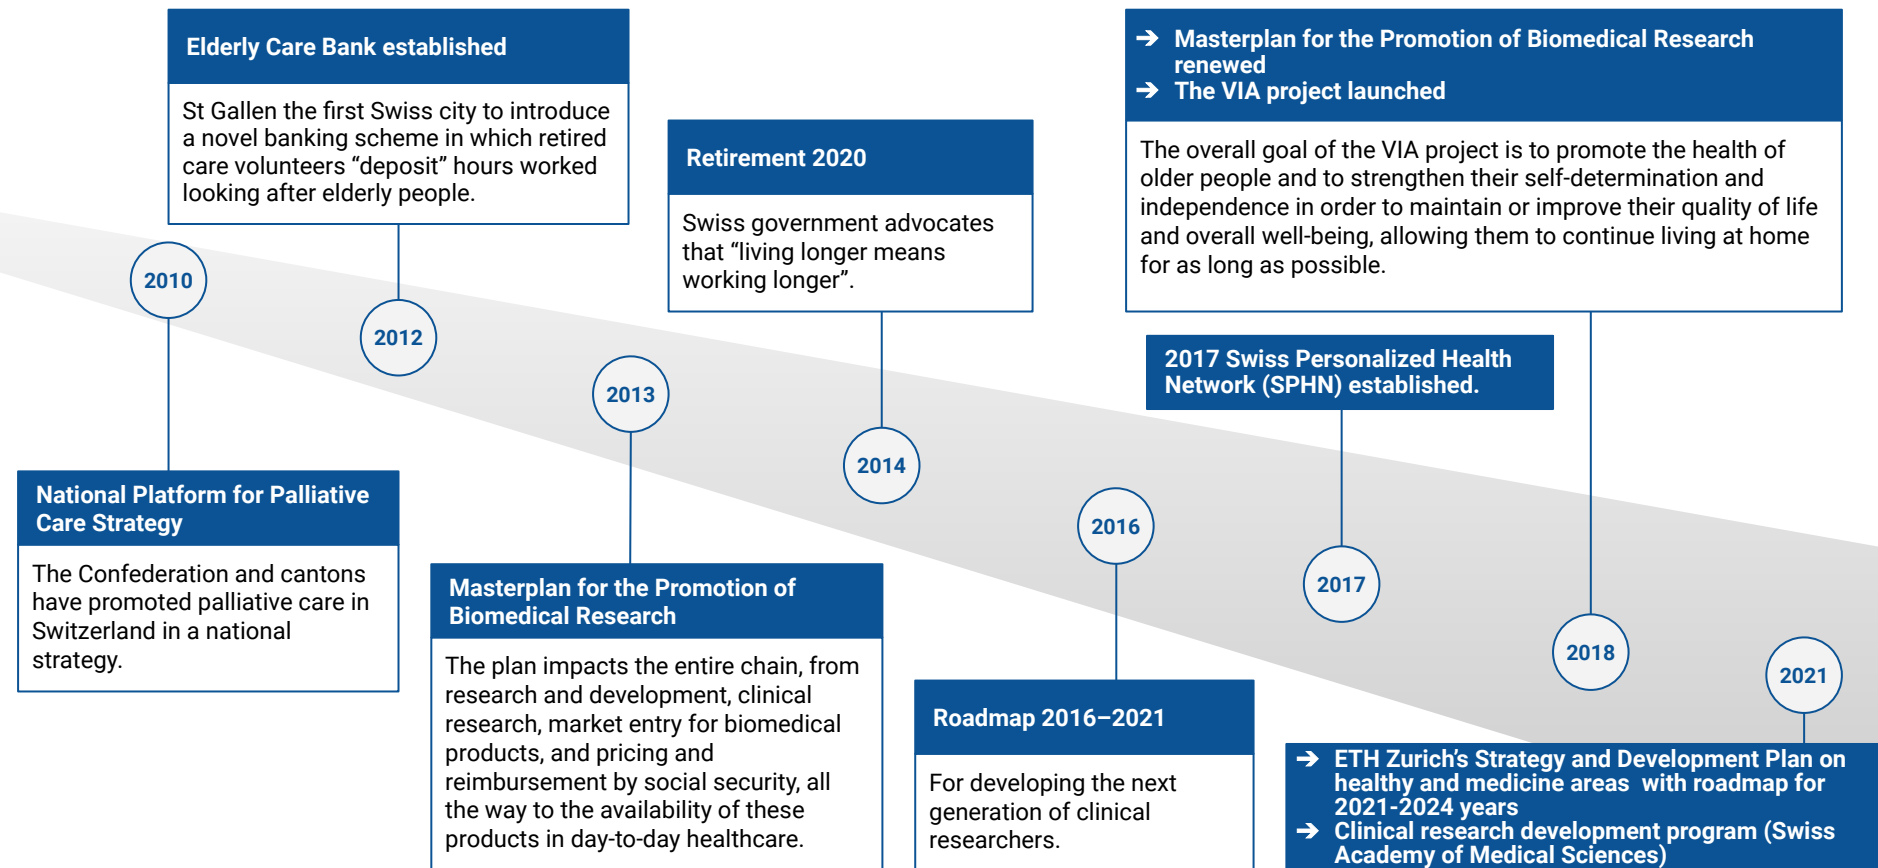 Elderly Care Bank established
St Gallen the first Swiss city to introduce
a novel banking scheme in which retired
care volunteers “deposit” hours worked
looking after elderly people.
➔ Masterplan for the Promotion of Biomedical Research
renewed
➔ The VIA project launched
The overall goal of the VIA project is to promote the health of
older people and to strengthen their self-determination and
independence in order to maintain or improve their quality of life
and overall well-being, allowing them to continue living at home
for as long as possible.
Retirement 2020
Swiss government advocates
that “living longer means
working longer”.
2010
2012
2017 Swiss Personalized Health
Network (SPHN) established.
2013
2014
National Platform for Palliative
Care Strategy
The Confederation and cantons
have promoted palliative care in
Switzerland in a national
strategy.
2016
2017
Masterplan for the Promotion of
Biomedical Research
The plan impacts the entire chain, from
research and development, clinical
research, market entry for biomedical
products, and pricing and
reimbursement by social security, all
the way to the availability of these
products in day-to-day healthcare.
2018
2021
Roadmap 2016–2021
For developing the next
generation of clinical
researchers.
➔ ETH Zurich’s Strategy and Development Plan on
healthy and medicine areas with roadmap for
2021-2024 years
➔ Clinical research development program (Swiss
Academy of Medical Sciences)